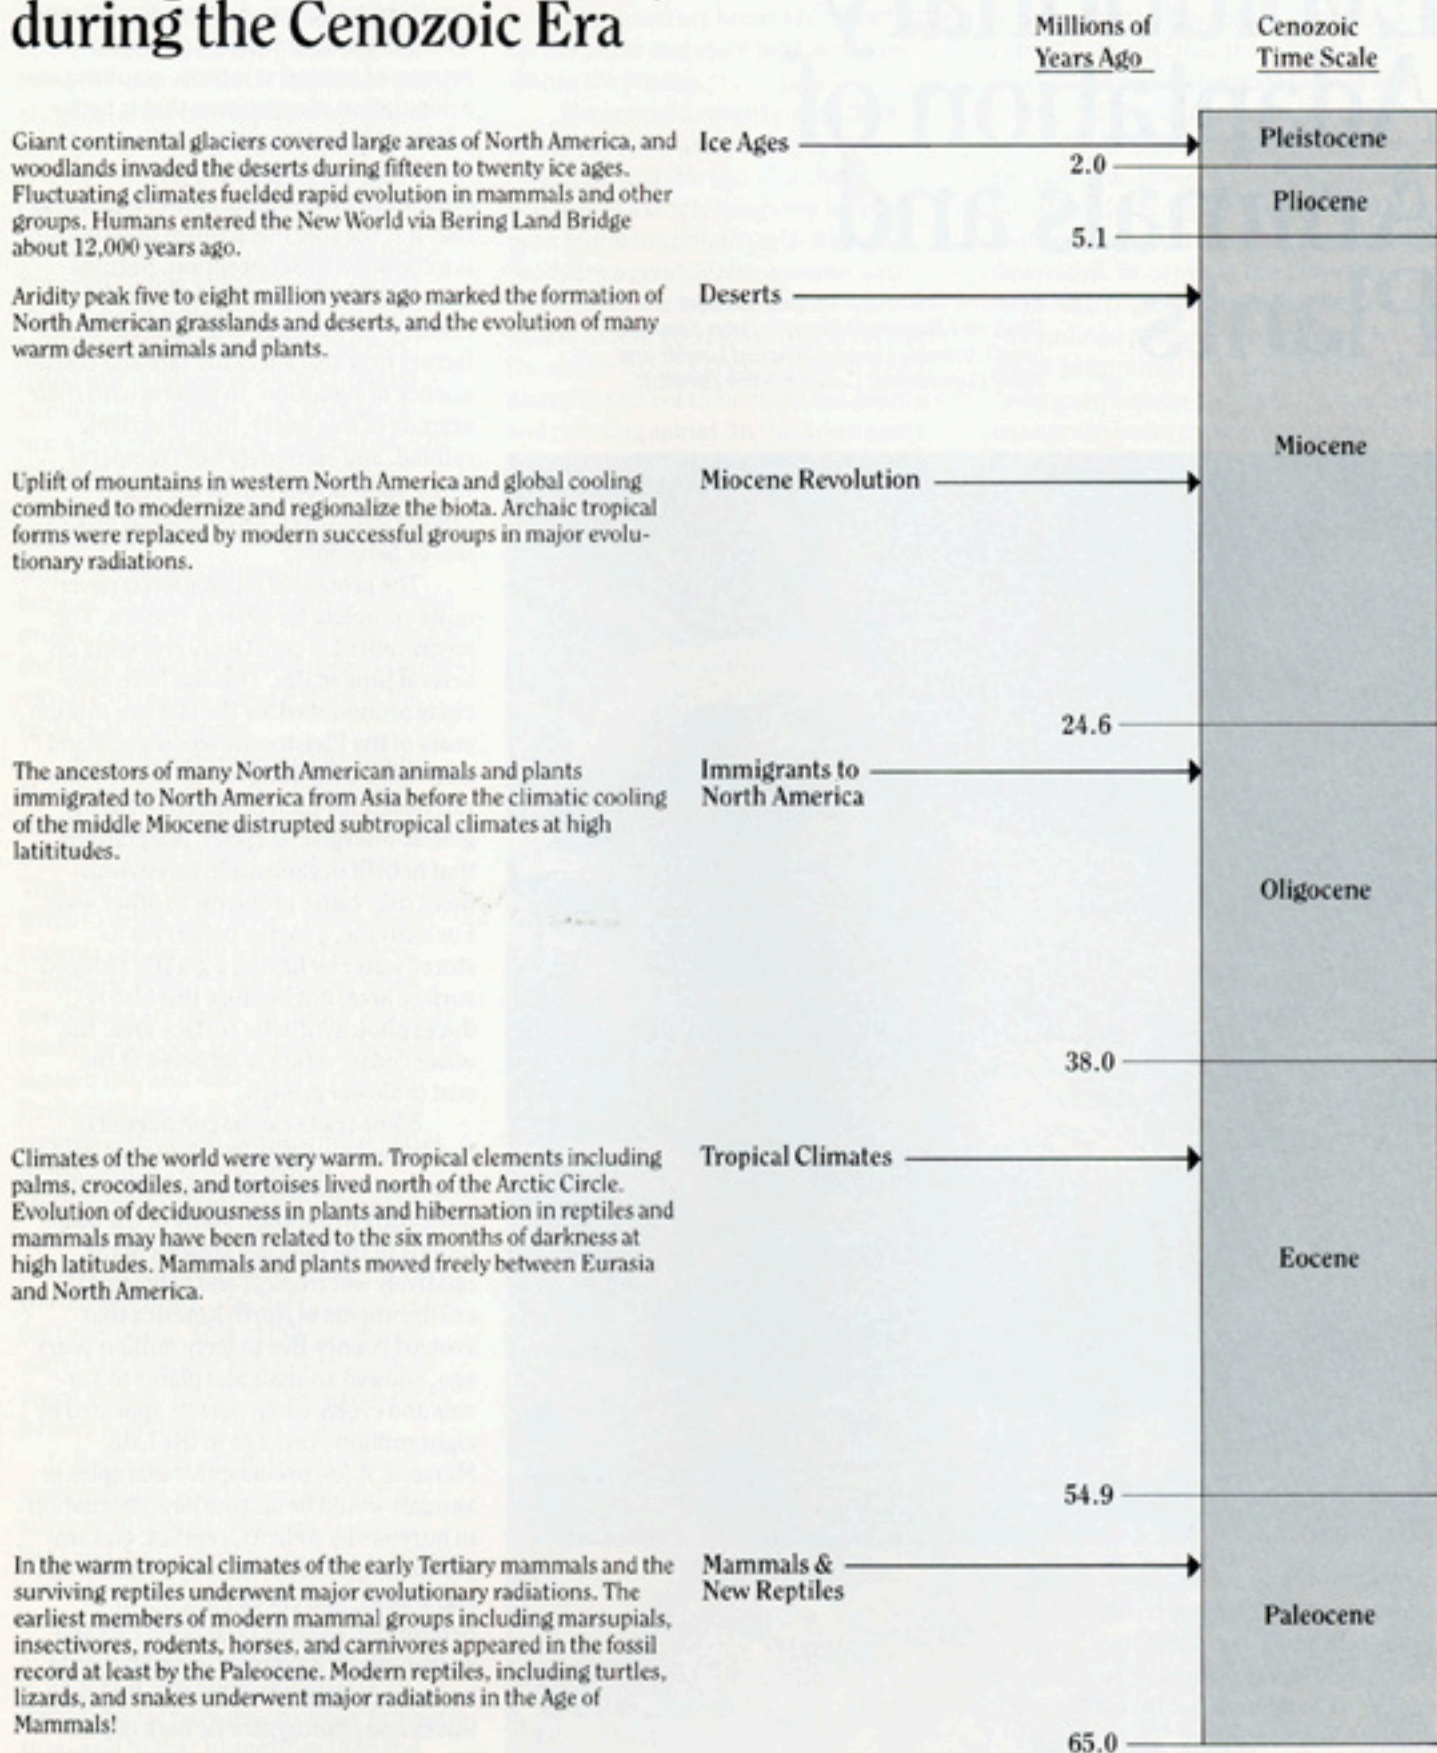 during the Cenozoic Era
Millions of
Years Ago
Cenozoic
Time Scale
Giant continental glaciers covered large areas of North America, and
woodlands invaded the deserts during fifteen to twenty ice ages.
Fluctuating climates fuelded rapid evolution in mammals and other
groups. Humans entered the New World via Bering Land Bridge
about 12,000 years ago.
Ice Ages
Pleistocene
2.0
Pliocene
5.1
Aridity peak five to eight million years ago marked the formation of
North American grasslands and deserts, and the evolution of many
warm desert animals and plants.
Deserts
Miocene
Uplift of mountains in western North America and global cooling
combined to modernize and regionalize the biota. Archaic tropical
forms were replaced by modern successful groups in major evolu-
tionary radiations.
Miocene Revolution
24.6
The ancestors of many North American animals and plants
immigrated to North America from Asia before the climatic cooling
of the middle Miocene distrupted subtropical climates at high
latititudes.
Immigrants to
North America
Oligocene
38.0
Climates of the world were very warm. Tropical elements including
palms, crocodiles, and tortoises lived north of the Arctic Circle.
Evolution of deciduousness in plants and hibernation in reptiles and
mammals may have been related to the six months of darkness at
high latitudes. Mammals and plants moved freely between Eurasia
and North America.
Tropical Climates
Eocene
54.9
In the warm tropical climates of the early Tertiary mammals and the
surviving reptiles underwent major evolutionary radiations. The
earliest members of modern mammal groups including marsupials,
insectivores, rodents, horses, and carnivores appeared in the fossil
record at least by the Paleocene. Modern reptiles, including turtles,
lizards, and snakes underwent major radiations in the Age of
Mammals!
Mammals &
New Reptiles
Paleocene
65.0